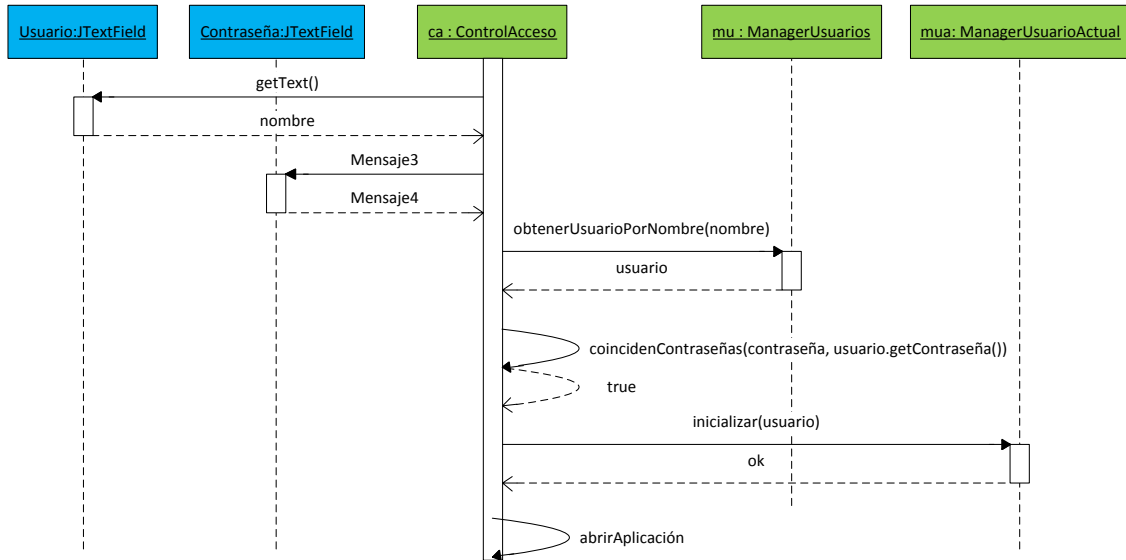 Usuario:JTextField
Contraseña:JTextField
ca : ControlAcceso
mu : ManagerUsuarios
mua: ManagerUsuarioActual
getText()
nombre
Mensaje3
Mensaje4
obtenerUsuarioPorNombre(nombre)
usuario
coincidenContraseñas(contraseña, usuario.getContraseña())
true
inicializar(usuario)
ok
abrirAplicación